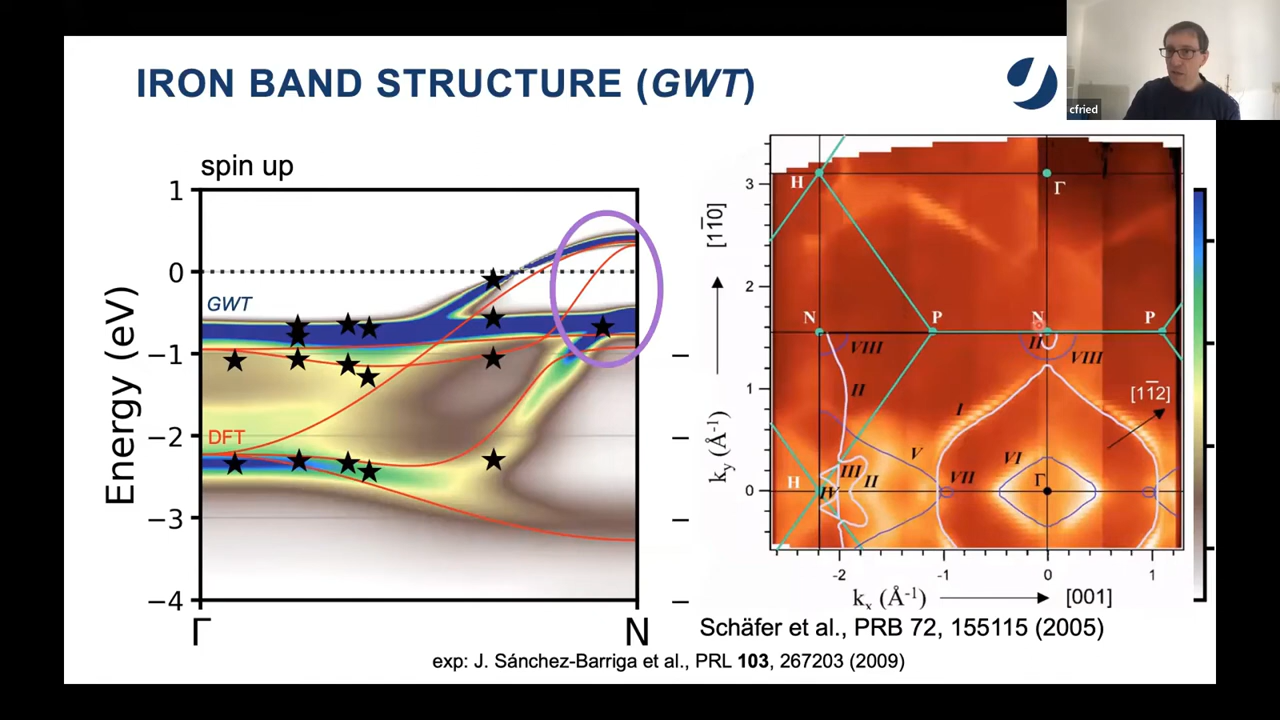 IRON BAND STRUCTURE (GWT)
cfried
spin up
1
0
−1
−2
−3
−4
Energy (eV)
GWT
DFT
Γ
N
H
Γ
N
P
N
P
VIII
II
II
VIII
I
[11̅2]
V
III
II
IV
VII
VI
Γ
H
3
2
1
0
[11̅0]
k_y (Å⁻¹)
-2
-1
0
1
k_x (Å⁻¹)
[001]
Schäfer et al., PRB 72, 155115 (2005)
exp: J. Sánchez-Barriga et al., PRL 103, 267203 (2009)